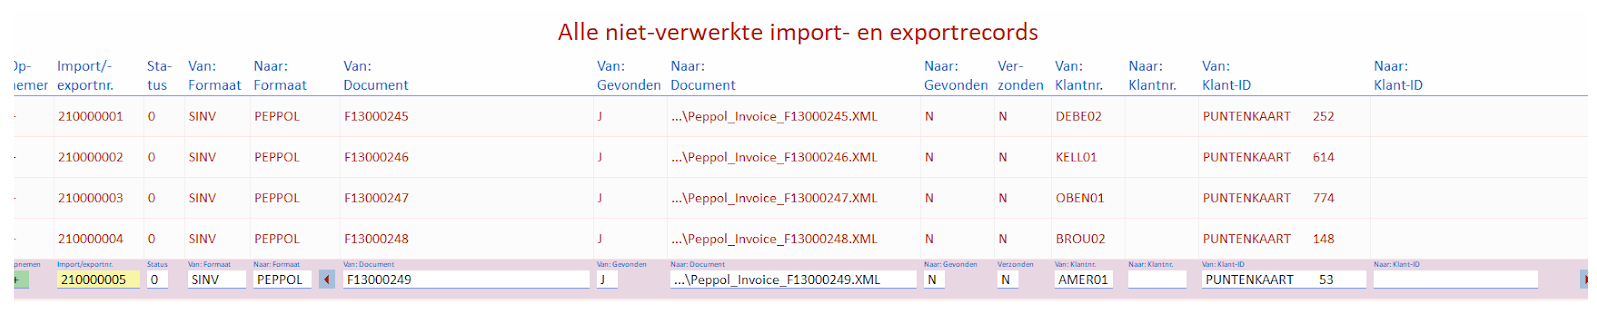 Alle niet-verwerkte import- en exportrecords
Op- Import/- Sta- Van: Naar: Van: Van: Naar: Naar: Ver- Van: Naar: Van: Naar:
nemer exportnr. tus Formaat Formaat Document Gevonden Document Gevonden zonden Klantnr. Klantnr. Klant-ID Klant-ID
- 210000001 0 SINV PEPPOL F13000245 J ...\Peppol_Invoice_F13000245.XML N N DEBE02 PUNTENKAART 252
- 210000002 0 SINV PEPPOL F13000246 J ...\Peppol_Invoice_F13000246.XML N N KELL01 PUNTENKAART 614
- 210000003 0 SINV PEPPOL F13000247 J ...\Peppol_Invoice_F13000247.XML N N OBEN01 PUNTENKAART 774
- 210000004 0 SINV PEPPOL F13000248 J ...\Peppol_Invoice_F13000248.XML N N BROU02 PUNTENKAART 148
pnemen Import/exportnr. Status Van: Formaat Naar: Formaat Van: Document Van: Gevonden Naar: Document Naar: Gevonden Verzonden Van: Klantnr. Naar: Klantnr. Van: Klant-ID Naar: Klant-ID
+ 210000005 0 SINV PEPPOL F13000249 J ...\Peppol_Invoice_F13000249.XML N N AMER01 PUNTENKAART 53